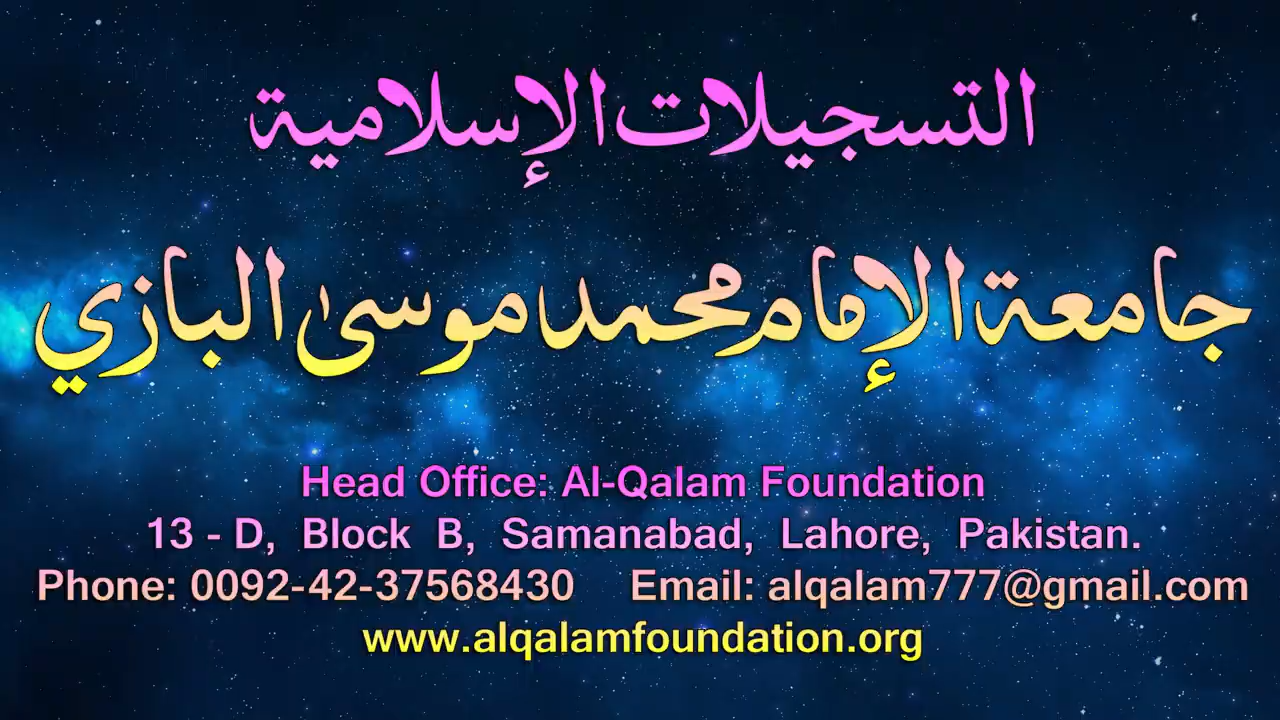 التسجيلات الإسلامية
جامعة الإمام محمد موسىٰ البازي
Head Office: Al-Qalam Foundation
13 - D, Block B, Samanabad, Lahore, Pakistan.
Phone: 0092-42-37568430 Email: alqalam777@gmail.com
www.alqalamfoundation.org